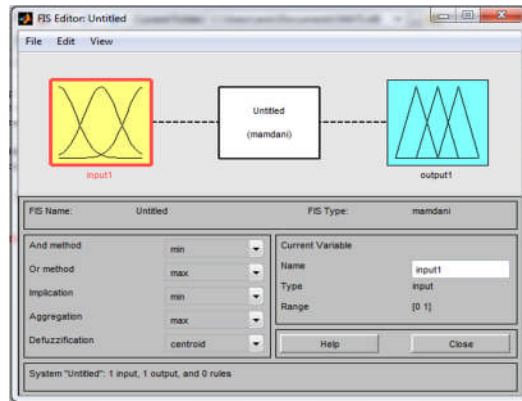 FIS Editor: Untitled
File Edit View
Untitled
(mamdani)
input1
output1
FIS Name: Untitled FIS Type: mamdani
And method min
Or method max
Implication min
Aggregation max
Defuzzification centroid
Current Variable
Name input1
Type input
Range [0 1]
Help Close
System "Untitled": 1 input, 1 output, and 0 rules